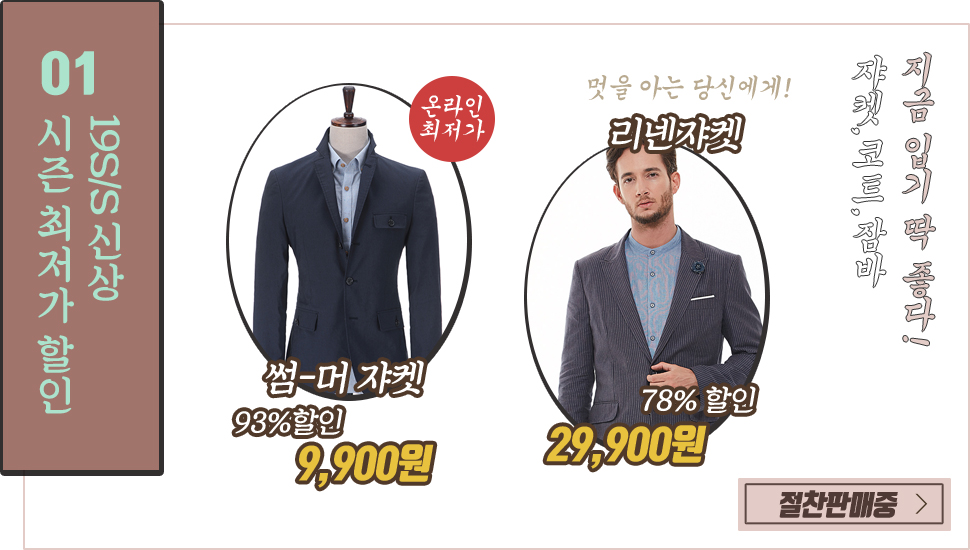 01
19S/S 신상
시즌 최저가 할인
온라인
최저가
썸-머 쟈켓
93%할인
9,900원
멋을 아는 당신에게!
리넨쟈켓
78% 할인
29,900원
지금 입기 딱 좋다!
쟈켓, 코트, 잠바
절찬판매중 >